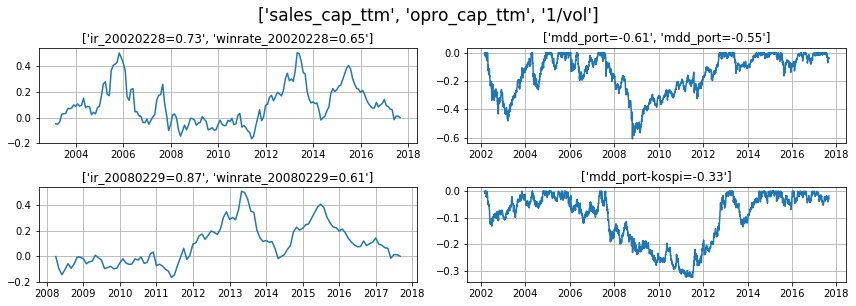 ['sales_cap_ttm', 'opro_cap_ttm', '1/vol']
['ir_20020228=0.73', 'winrate_20020228=0.65']
0.4
0.2
0.0
−0.2
2004 2006 2008 2010 2012 2014 2016 2018
['mdd_port=-0.61', 'mdd_port=-0.55']
0.0
−0.2
−0.4
−0.6
2002 2004 2006 2008 2010 2012 2014 2016 2018
['ir_20080229=0.87', 'winrate_20080229=0.61']
0.4
0.2
0.0
−0.2
2008 2009 2010 2011 2012 2013 2014 2015 2016 2017 2018
['mdd_port-kospi=-0.33']
0.0
−0.1
−0.2
−0.3
2002 2004 2006 2008 2010 2012 2014 2016 2018